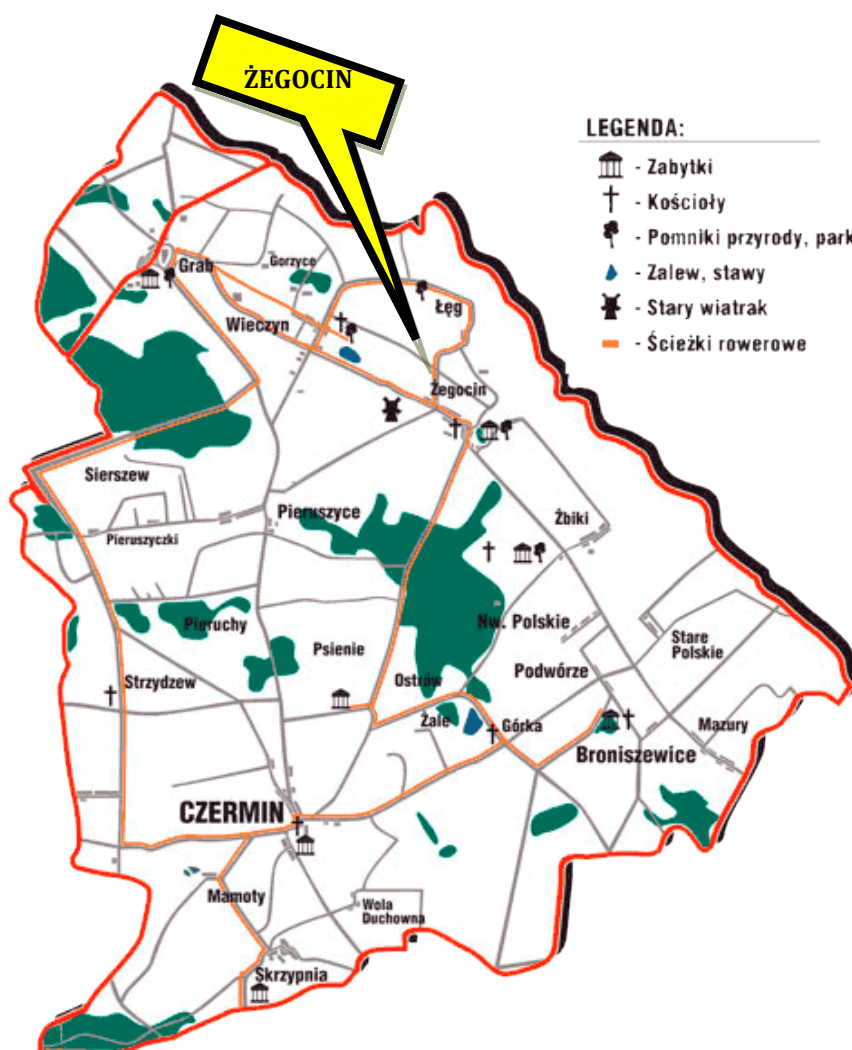 ŻEGOCIN
LEGENDA:
- Zabytki
- Kościoły
- Pomniki przyrody, park
- Zalew, stawy
- Stary wiatrak
- Ścieżki rowerowe
Grab
Gorzyce
Łęg
Wieczyn
Żegocin
Sierszew
Pieruszyce
Żbiki
Pieruszyczki
Piruchy
Nw. Polskie
Stare
Polskie
Psienie
Podwórze
Strzydzew
Ostrów
Żale
Górka
Mazury
Broniszewice
CZERMIN
Mamoty
Wola
Duchowna
Skrzypnia